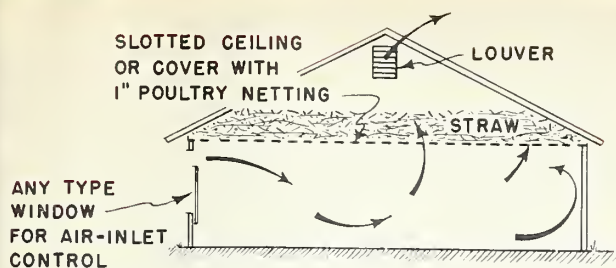 SLOTTED CEILING
OR COVER WITH
1" POULTRY NETTING
LOUVER
STRAW
ANY TYPE
WINDOW
FOR AIR-INLET
CONTROL